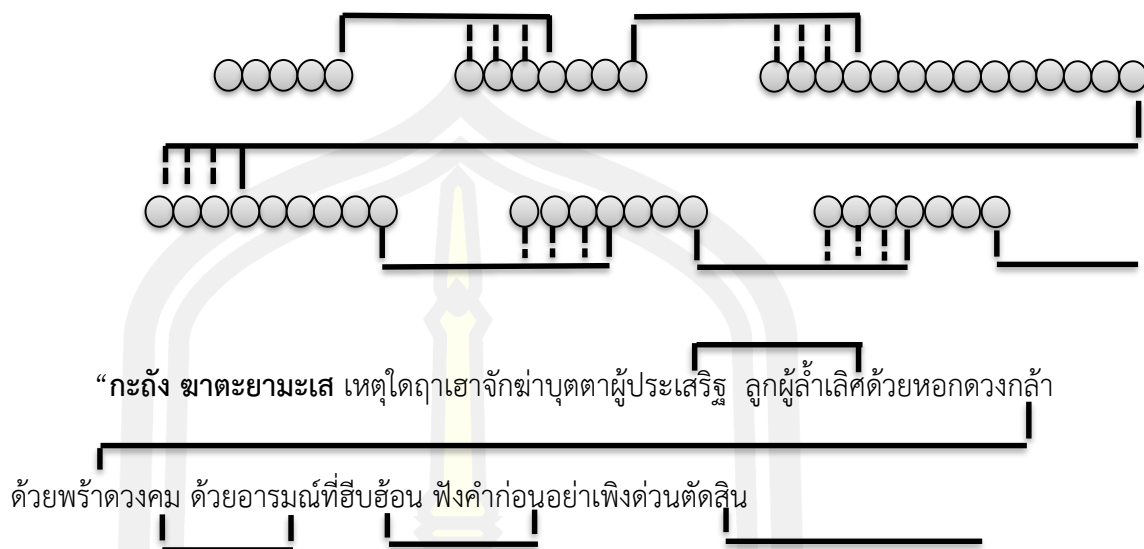 “กะถัง ฆาตะยามะเส เหตุใดฤาเฮาจักฆ่าบุตตาผู้ประเสริฐ ลูกผู้ล้ำเลิศด้วยหอกดวงกล้า
ด้วยพร้าดวงคม ด้วยอารมณ์ที่ฮีบฮ้อน ฟังคำก่อนอย่าเพิงด่วนตัดสิน